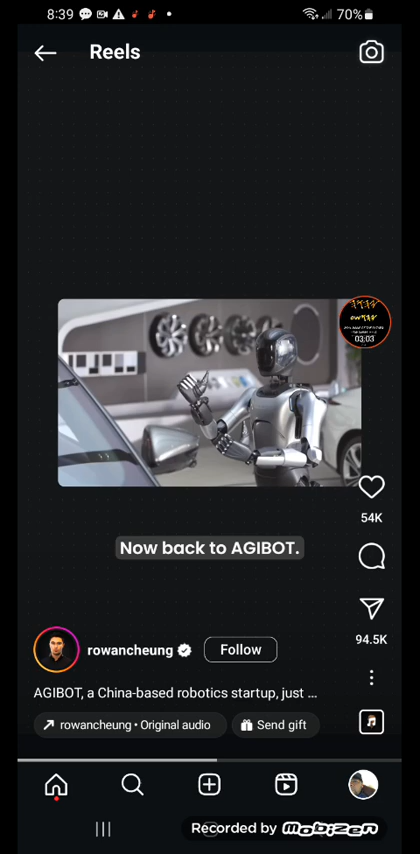 8:39
70%
Reels
03:03
54K
Now back to AGIBOT.
94.5K
rowancheung
Follow
AGIBOT, a China-based robotics startup, just ...
rowancheung • Original audio
Send gift
Recorded by Mobizen